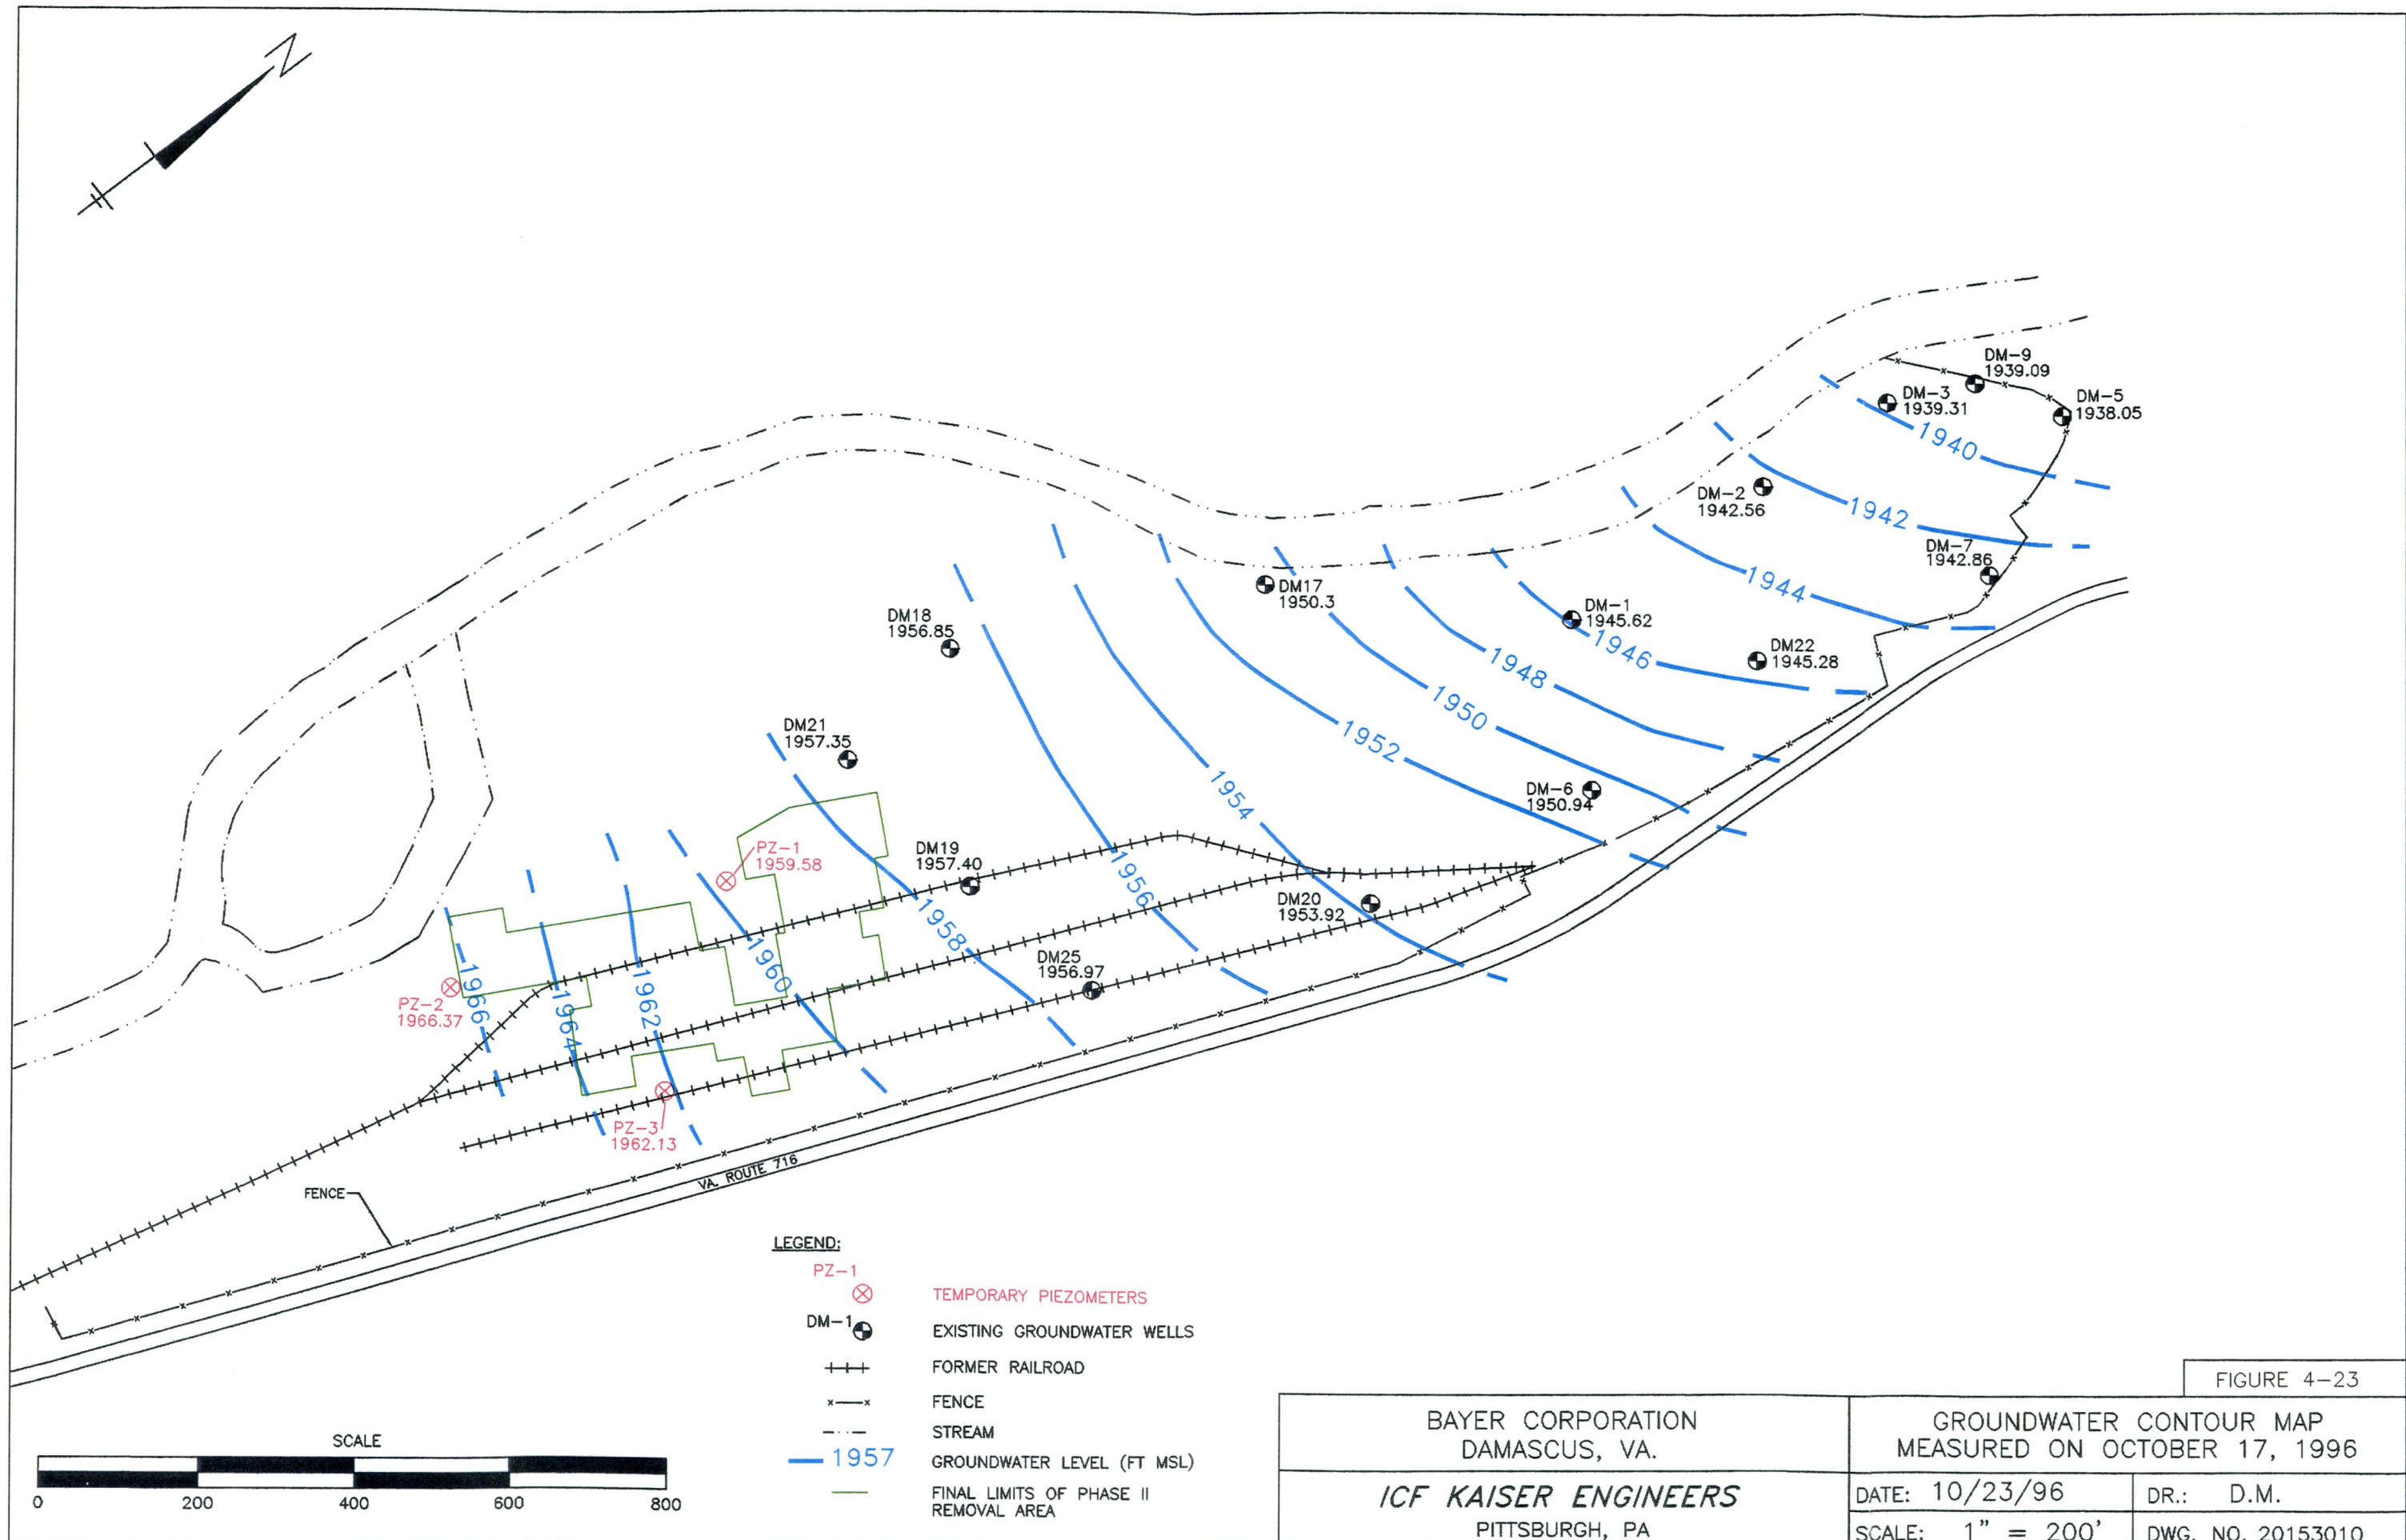 N
DM-9
1939.09
DM-3
1939.31
DM-5
1938.05
1940
DM-2
1942.56
1942
DM-7
1942.86
1944
DM17
1950.3
DM-1
1945.62
1946
DM22
1945.28
DM18
1956.85
1948
1950
1952
DM21
1957.35
1954
DM-6
1950.94
PZ-1
1959.58
DM19
1957.40
1956
DM20
1953.92
1958
1960
DM25
1956.97
PZ-2
1966.37
1966
1964
1962
PZ-3
1962.13
VA. ROUTE 716
FENCE
LEGEND:
PZ-1
TEMPORARY PIEZOMETERS
DM-1
EXISTING GROUNDWATER WELLS
FORMER RAILROAD
FENCE
STREAM
1957 GROUNDWATER LEVEL (FT MSL)
FINAL LIMITS OF PHASE II
REMOVAL AREA
SCALE
0 200 400 600 800
FIGURE 4-23
BAYER CORPORATION
DAMASCUS, VA.
GROUNDWATER CONTOUR MAP
MEASURED ON OCTOBER 17, 1996
ICF KAISER ENGINEERS
PITTSBURGH, PA
DATE: 10/23/96
DR.: D.M.
SCALE: 1" = 200'
DWG. NO. 20153010